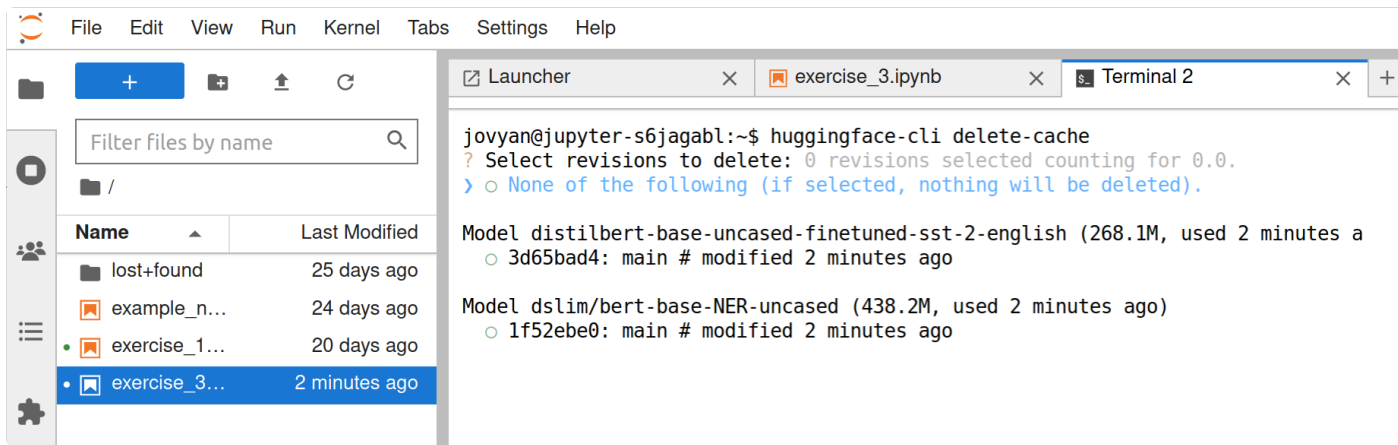 File Edit View Run Kernel Tabs Settings Help
+
Filter files by name
/
Name Last Modified
lost+found 25 days ago
example_n... 24 days ago
exercise_1... 20 days ago
exercise_3... 2 minutes ago
Launcher exercise_3.ipynb $_ Terminal 2 +
jovyan@jupyter-s6jagabl:~$ huggingface-cli delete-cache
? Select revisions to delete: 0 revisions selected counting for 0.0.
❯ ○ None of the following (if selected, nothing will be deleted).
Model distilbert-base-uncased-finetuned-sst-2-english (268.1M, used 2 minutes a
○ 3d65bad4: main # modified 2 minutes ago
Model dslim/bert-base-NER-uncased (438.2M, used 2 minutes ago)
○ 1f52ebe0: main # modified 2 minutes ago